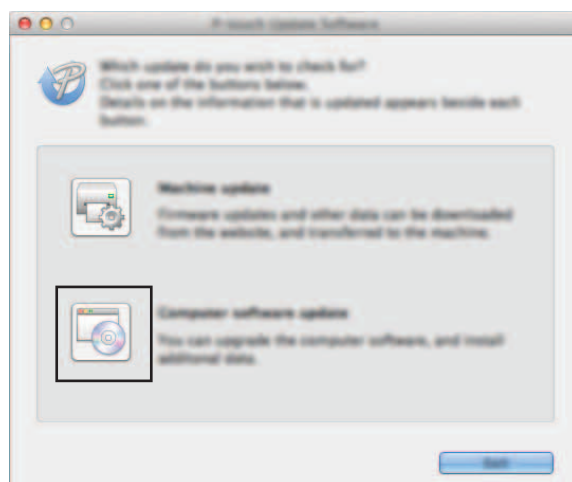 P-touch Update Software
Which update do you wish to check for?
Click one of the buttons below.
Details on the information that is updated appears beside each
button.
Machine update
Firmware updates and other data can be downloaded
from the website, and transferred to the machine.
Computer software update
You can upgrade the computer software, and install
additional data.
Exit